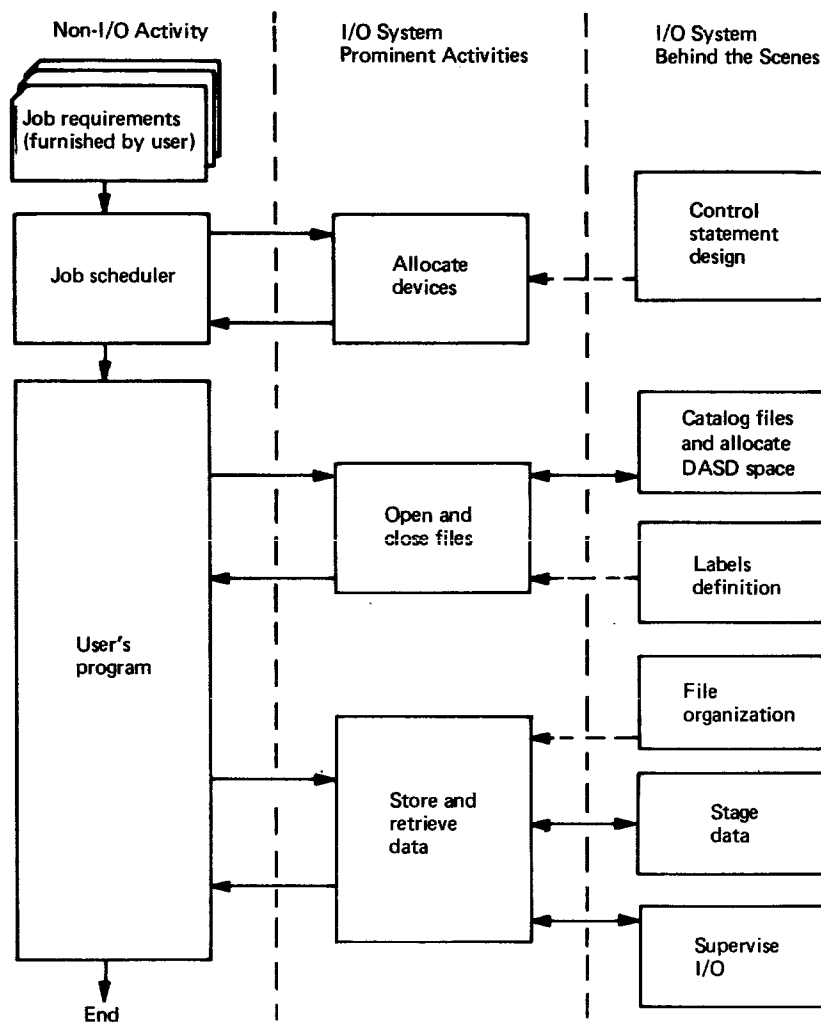 Non-I/O Activity
I/O System
Prominent Activities
I/O System
Behind the Scenes
Job requirements
(furnished by user)
Job scheduler
Allocate
devices
Control
statement
design
User's
program
Open and
close files
Catalog files
and allocate
DASD space
Labels
definition
Store and
retrieve
data
File
organization
Stage
data
Supervise
I/O
End